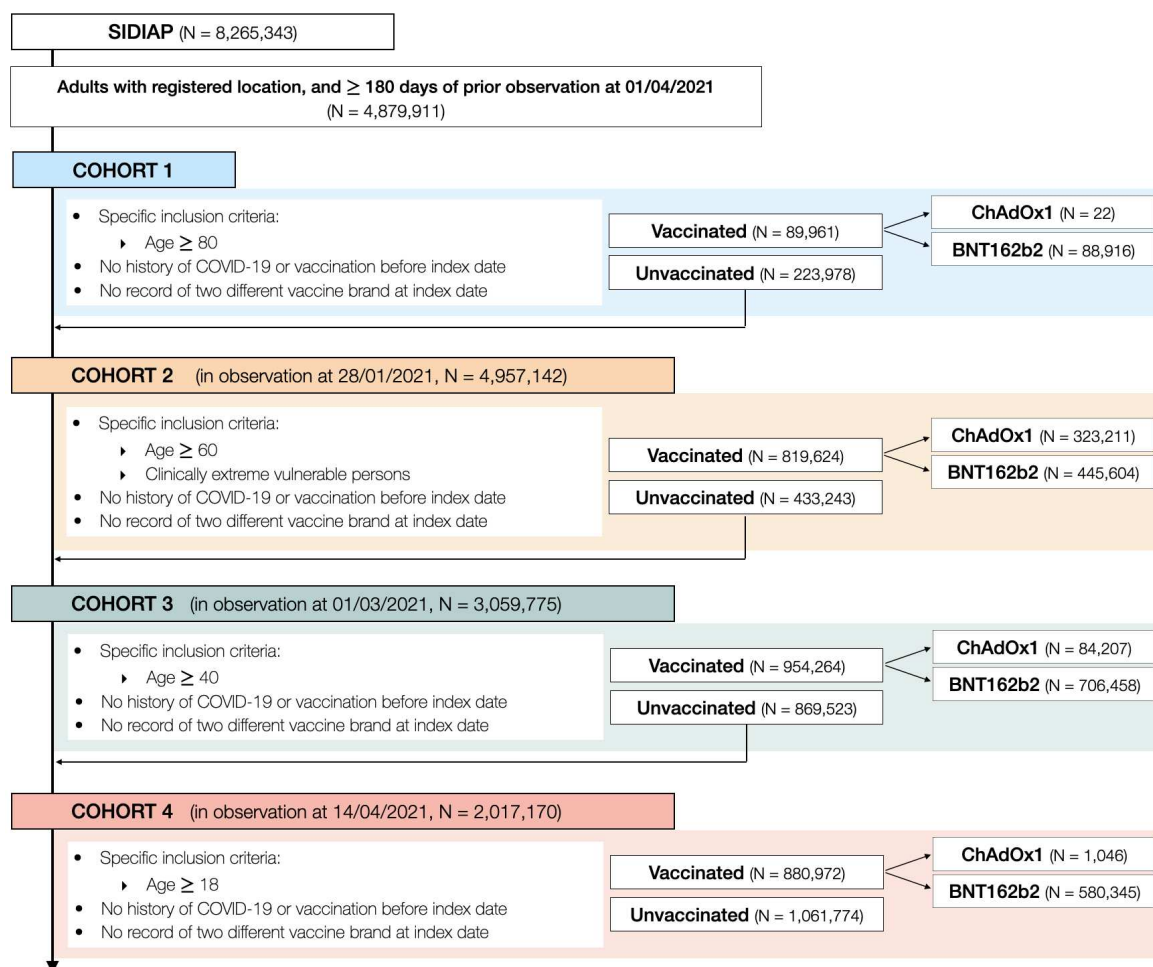 SIDIAP (N = 8,265,343)
Adults with registered location, and ≥ 180 days of prior observation at 01/04/2021
(N = 4,879,911)
COHORT 1
• Specific inclusion criteria:
‣ Age ≥ 80
• No history of COVID-19 or vaccination before index date
• No record of two different vaccine brand at index date
Vaccinated (N = 89,961)
Unvaccinated (N = 223,978)
ChAdOx1 (N = 22)
BNT162b2 (N = 88,916)
COHORT 2 (in observation at 28/01/2021, N = 4,957,142)
• Specific inclusion criteria:
‣ Age ≥ 60
‣ Clinically extreme vulnerable persons
• No history of COVID-19 or vaccination before index date
• No record of two different vaccine brand at index date
Vaccinated (N = 819,624)
Unvaccinated (N = 433,243)
ChAdOx1 (N = 323,211)
BNT162b2 (N = 445,604)
COHORT 3 (in observation at 01/03/2021, N = 3,059,775)
• Specific inclusion criteria:
‣ Age ≥ 40
• No history of COVID-19 or vaccination before index date
• No record of two different vaccine brand at index date
Vaccinated (N = 954,264)
Unvaccinated (N = 869,523)
ChAdOx1 (N = 84,207)
BNT162b2 (N = 706,458)
COHORT 4 (in observation at 14/04/2021, N = 2,017,170)
• Specific inclusion criteria:
‣ Age ≥ 18
• No history of COVID-19 or vaccination before index date
• No record of two different vaccine brand at index date
Vaccinated (N = 880,972)
Unvaccinated (N = 1,061,774)
ChAdOx1 (N = 1,046)
BNT162b2 (N = 580,345)